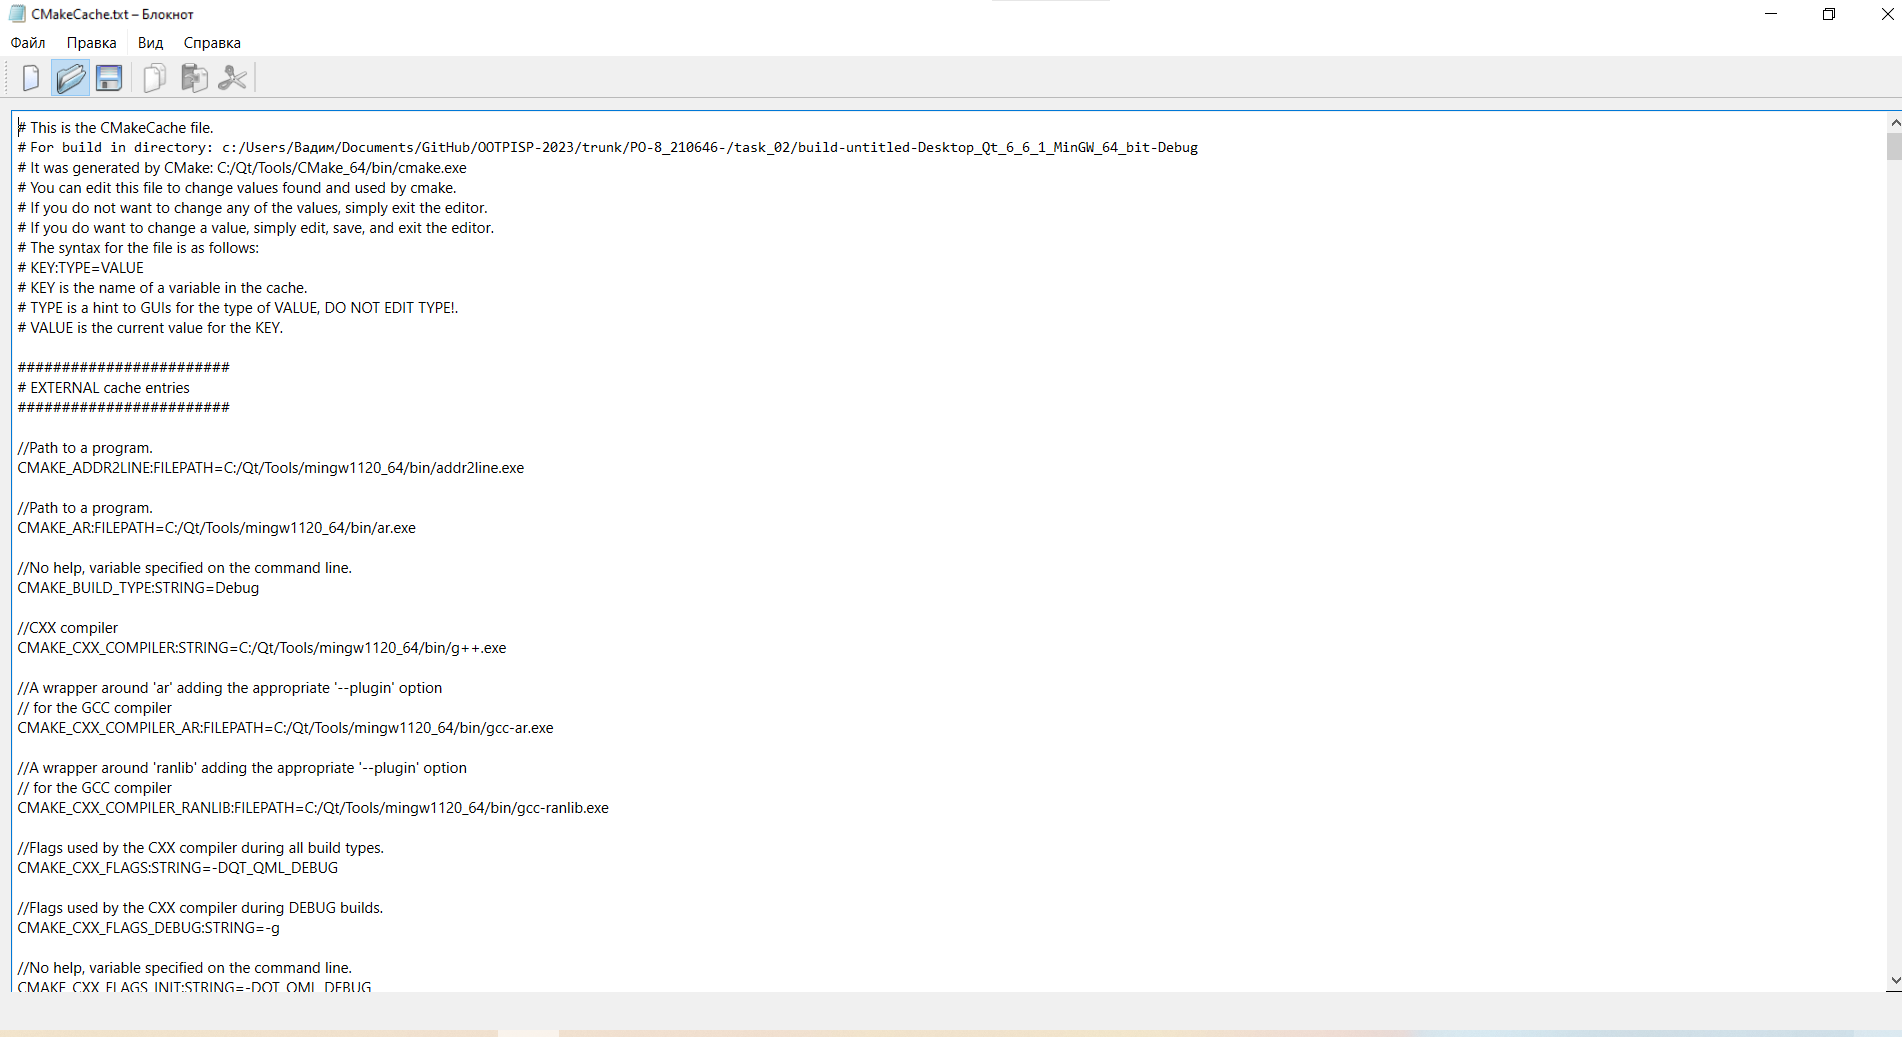 CMakeCache.txt – Блокнот
Файл Правка Вид Справка
# This is the CMakeCache file.
# For build in directory: c:/Users/Вадим/Documents/GitHub/OOTPISP-2023/trunk/PO-8_210646-/task_02/build-untitled-Desktop_Qt_6_6_1_MinGW_64_bit-Debug
# It was generated by CMake: C:/Qt/Tools/CMake_64/bin/cmake.exe
# You can edit this file to change values found and used by cmake.
# If you do not want to change any of the values, simply exit the editor.
# If you do want to change a value, simply edit, save, and exit the editor.
# The syntax for the file is as follows:
# KEY:TYPE=VALUE
# KEY is the name of a variable in the cache.
# TYPE is a hint to GUIs for the type of VALUE, DO NOT EDIT TYPE!.
# VALUE is the current value for the KEY.
########################
# EXTERNAL cache entries
########################
//Path to a program.
CMAKE_ADDR2LINE:FILEPATH=C:/Qt/Tools/mingw1120_64/bin/addr2line.exe
//Path to a program.
CMAKE_AR:FILEPATH=C:/Qt/Tools/mingw1120_64/bin/ar.exe
//No help, variable specified on the command line.
CMAKE_BUILD_TYPE:STRING=Debug
//CXX compiler
CMAKE_CXX_COMPILER:STRING=C:/Qt/Tools/mingw1120_64/bin/g++.exe
//A wrapper around 'ar' adding the appropriate '--plugin' option
// for the GCC compiler
CMAKE_CXX_COMPILER_AR:FILEPATH=C:/Qt/Tools/mingw1120_64/bin/gcc-ar.exe
//A wrapper around 'ranlib' adding the appropriate '--plugin' option
// for the GCC compiler
CMAKE_CXX_COMPILER_RANLIB:FILEPATH=C:/Qt/Tools/mingw1120_64/bin/gcc-ranlib.exe
//Flags used by the CXX compiler during all build types.
CMAKE_CXX_FLAGS:STRING=-DQT_QML_DEBUG
//Flags used by the CXX compiler during DEBUG builds.
CMAKE_CXX_FLAGS_DEBUG:STRING=-g
//No help, variable specified on the command line.
CMAKE_CXX_FLAGS_INIT:STRING=-DQT_QML_DEBUG